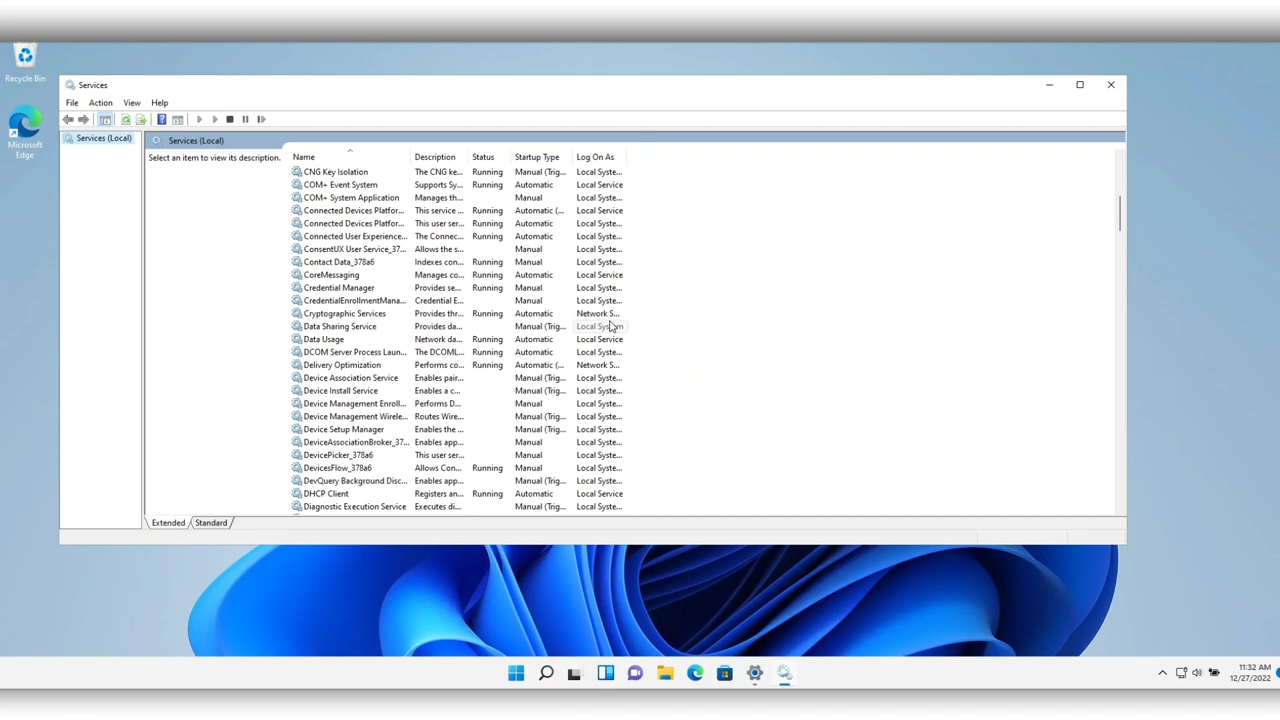 Recycle Bin
Microsoft
Edge
Services
File Action View Help
Services (Local)
Services (Local)
Select an item to view its description.
Name Description Status Startup Type Log On As
CNG Key Isolation The CNG ke... Running Manual (Trig... Local Syste...
COM+ Event System Supports Sy... Running Automatic Local Service
COM+ System Application Manages th... Manual Local Syste...
Connected Devices Platfor... This service ... Running Automatic (... Local Service
Connected Devices Platfor... This user ser... Running Automatic Local Syste...
Connected User Experience... The Connec... Running Automatic Local Syste...
ConsentUX User Service_37... Allows the s... Manual Local Syste...
Contact Data_378a6 Indexes con... Running Manual Local Syste...
CoreMessaging Manages co... Running Automatic Local Service
Credential Manager Provides se... Running Manual Local Syste...
CredentialEnrollmentMana... Credential E... Manual Local Syste...
Cryptographic Services Provides thr... Running Automatic Network S...
Data Sharing Service Provides da... Manual (Trig... Local System
Data Usage Network da... Running Automatic Local Service
DCOM Server Process Laun... The DCOML... Running Automatic Local Syste...
Delivery Optimization Performs co... Running Automatic (... Network S...
Device Association Service Enables pair... Manual (Trig... Local Syste...
Device Install Service Enables a c... Manual (Trig... Local Syste...
Device Management Enroll... Performs D... Manual Local Syste...
Device Management Wirele... Routes Wire... Manual (Trig... Local Syste...
Device Setup Manager Enables the ... Manual (Trig... Local Syste...
DeviceAssociationBroker_37... Enables app... Manual Local Syste...
DevicePicker_378a6 This user ser... Manual Local Syste...
DevicesFlow_378a6 Allows Con... Running Manual Local Syste...
DevQuery Background Disc... Enables app... Manual (Trig... Local Syste...
DHCP Client Registers an... Running Automatic Local Service
Diagnostic Execution Service Executes di... Manual (Trig... Local Syste...
Extended Standard
11:32 AM
12/27/2022